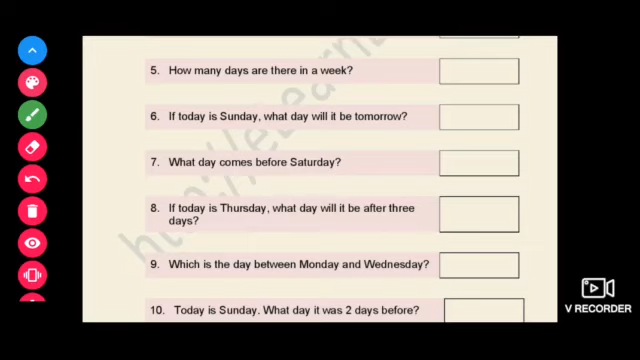 5. How many days are there in a week?
6. If today is Sunday, what day will it be tomorrow?
7. What day comes before Saturday?
8. If today is Thursday, what day will it be after three
days?
9. Which is the day between Monday and Wednesday?
10. Today is Sunday. What day it was 2 days before?
http://eLearn
V RECORDER